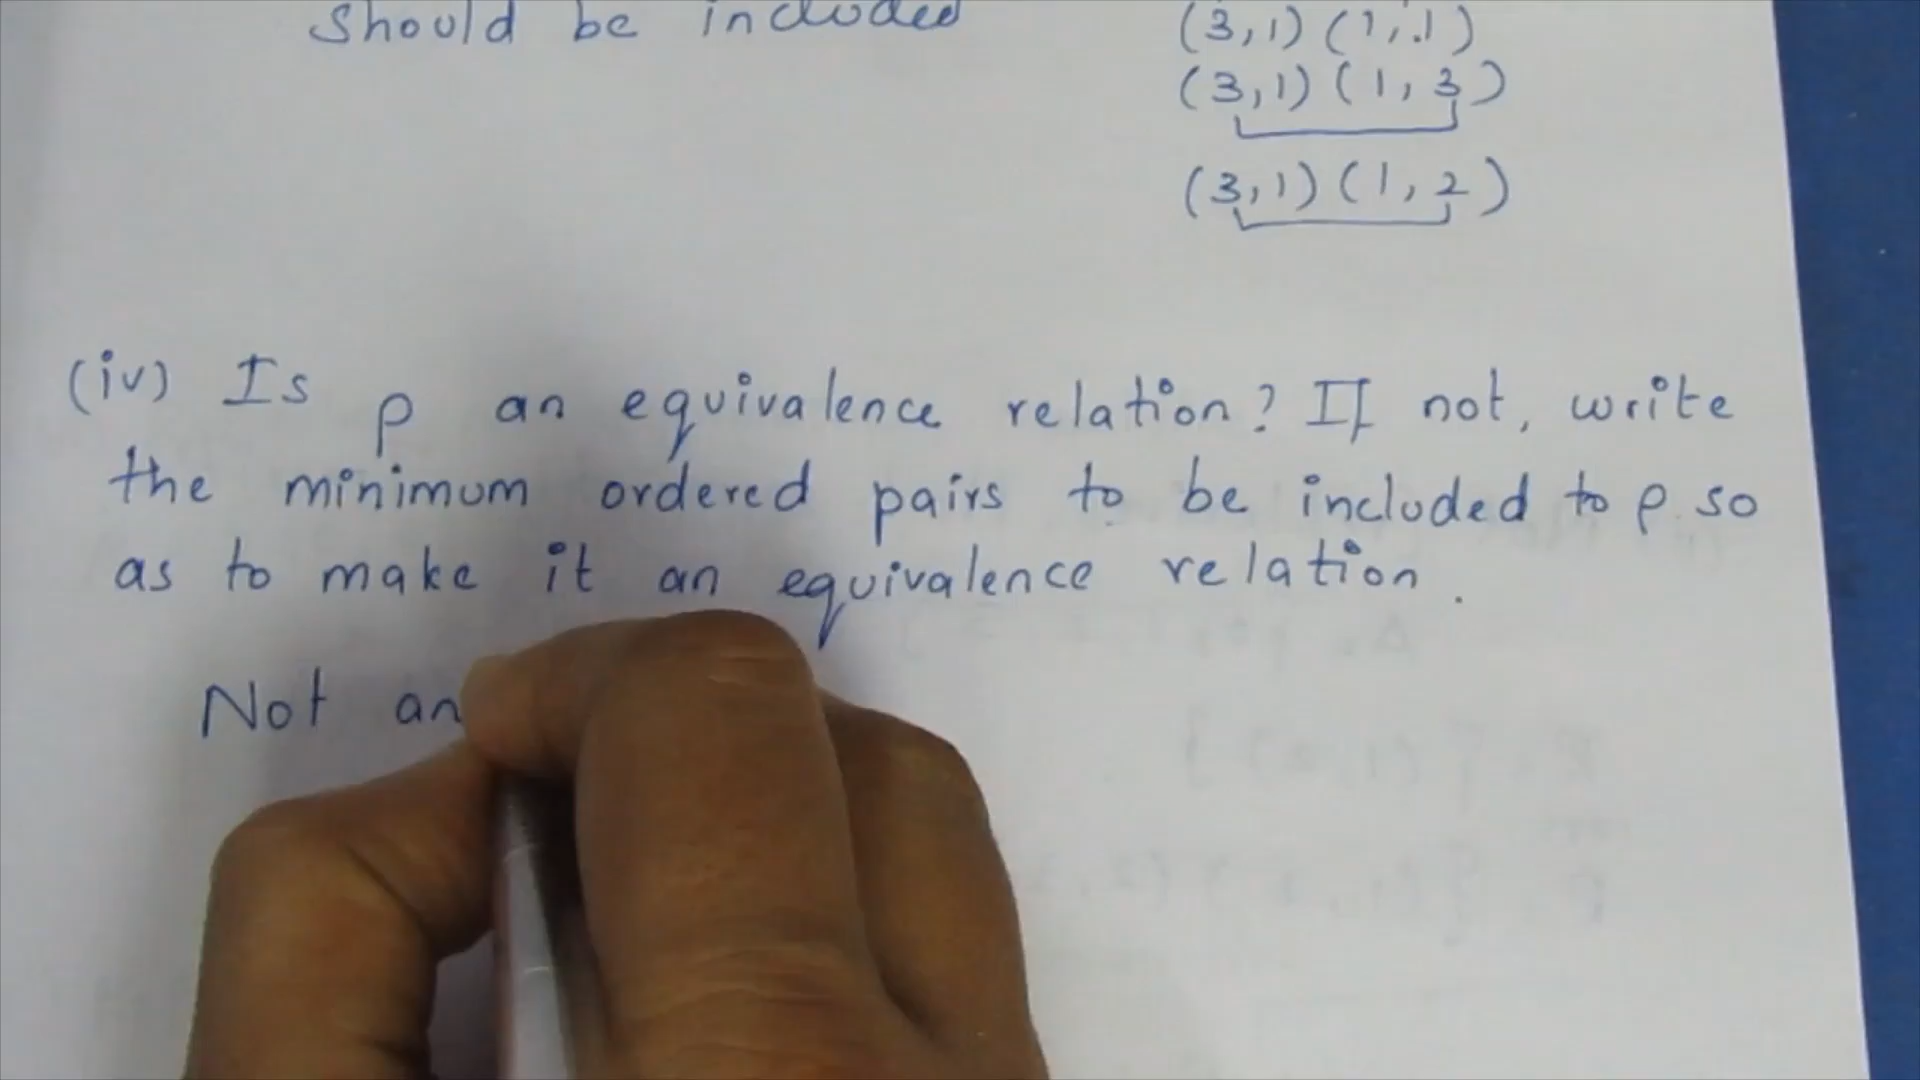 should be included
(3,1) (1,1)
(3,1) (1,3)
(3,1) (1,2)
(iv) Is ρ an equivalence relation? If not, write
the minimum ordered pairs to be included to ρ so
as to make it an equivalence relation.
Not an